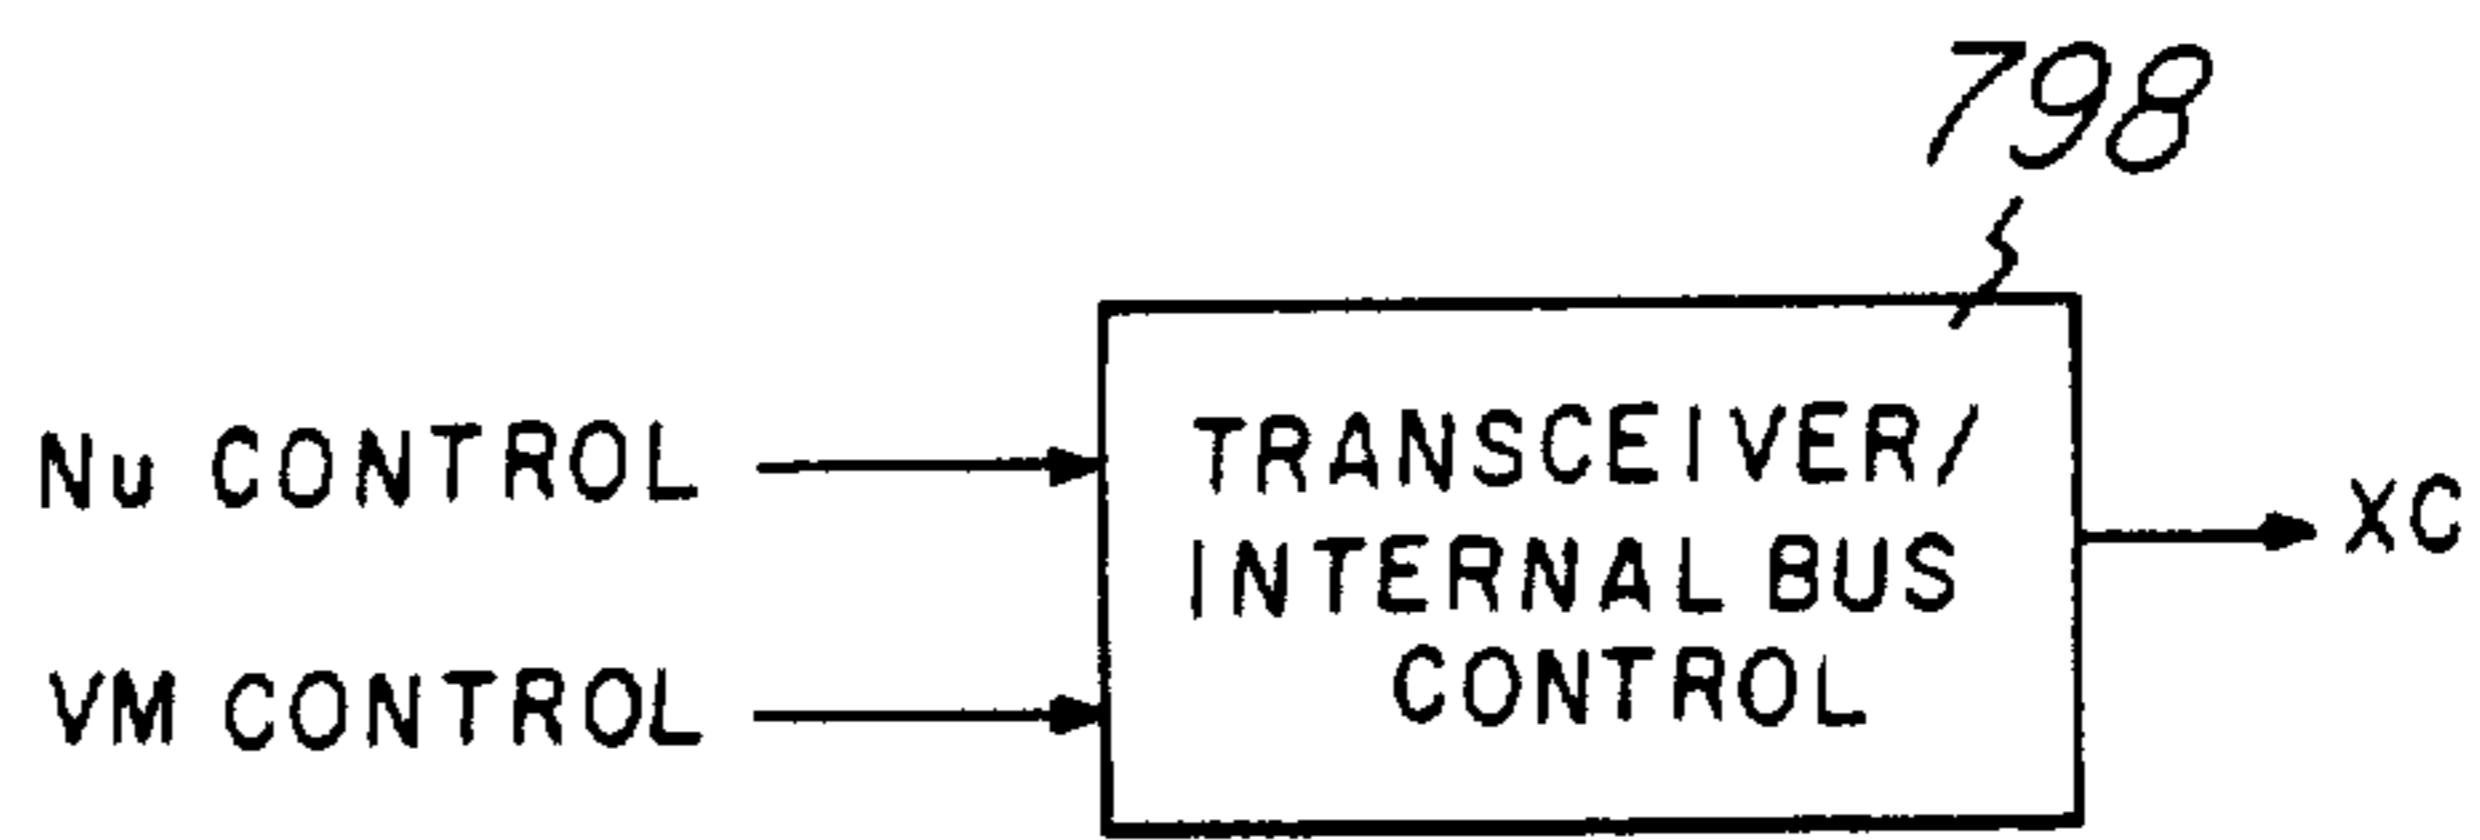 798
Nu CONTROL
TRANSCEIVER/
INTERNAL BUS
CONTROL
XC
VM CONTROL